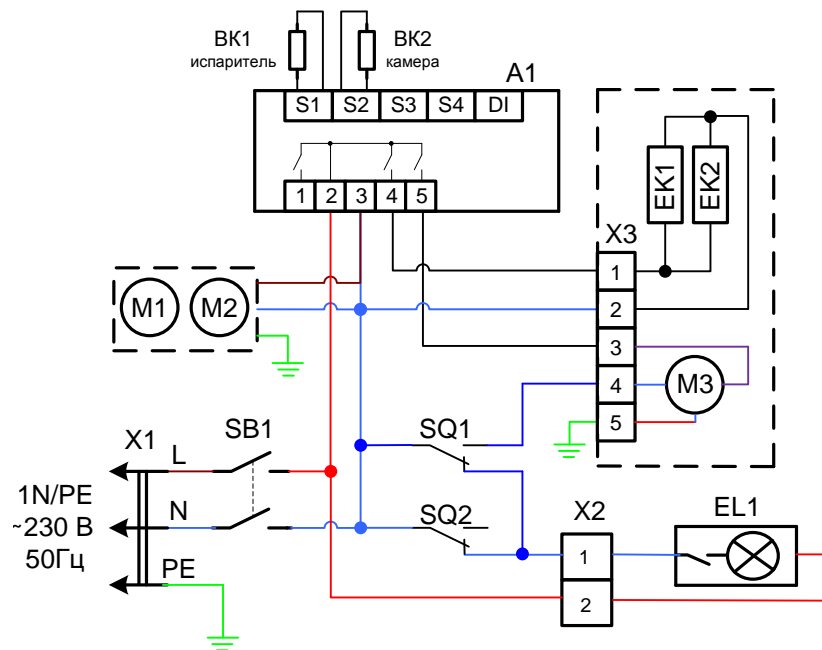 ВК1
испаритель
ВК2
камера
A1
S1 S2 S3 S4 DI
1 2 3 4 5
EK1 EK2
X3
1
2
3
4
5
M1 M2
M3
X1
L
SB1
SQ1
1N/PE
~230 В
50Гц
N
SQ2
X2
EL1
PE
1
2